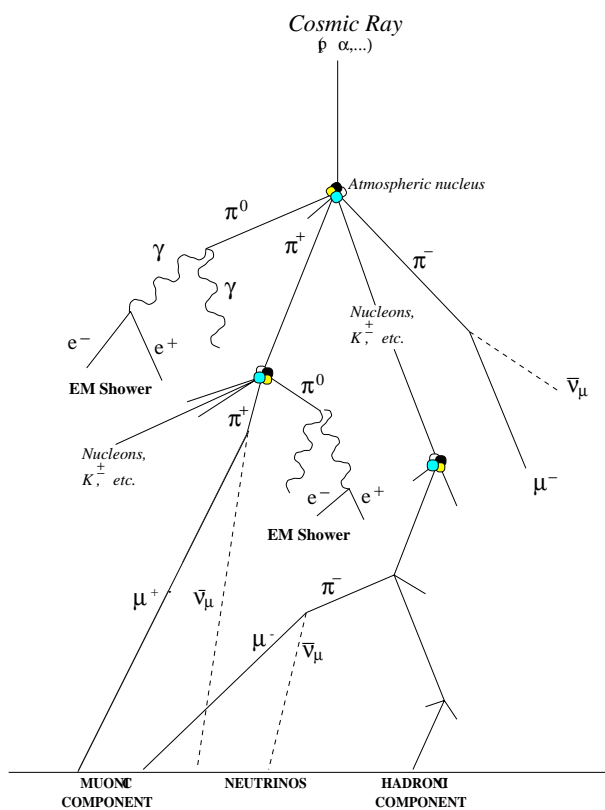 Cosmic Ray
(p α,...)
Atmospheric nucleus
π⁰
π⁺
π⁻
γ
γ
Nucleons,
K,± etc.
e⁻
e⁺
EM Shower
π⁰
ν̄μ
π⁺
Nucleons,
K,± etc.
e⁻
e⁺
μ⁻
EM Shower
π⁻
μ⁺
ν̄μ
μ⁻
ν̄μ
MUONIC
COMPONENT
NEUTRINOS
HADRONIC
COMPONENT